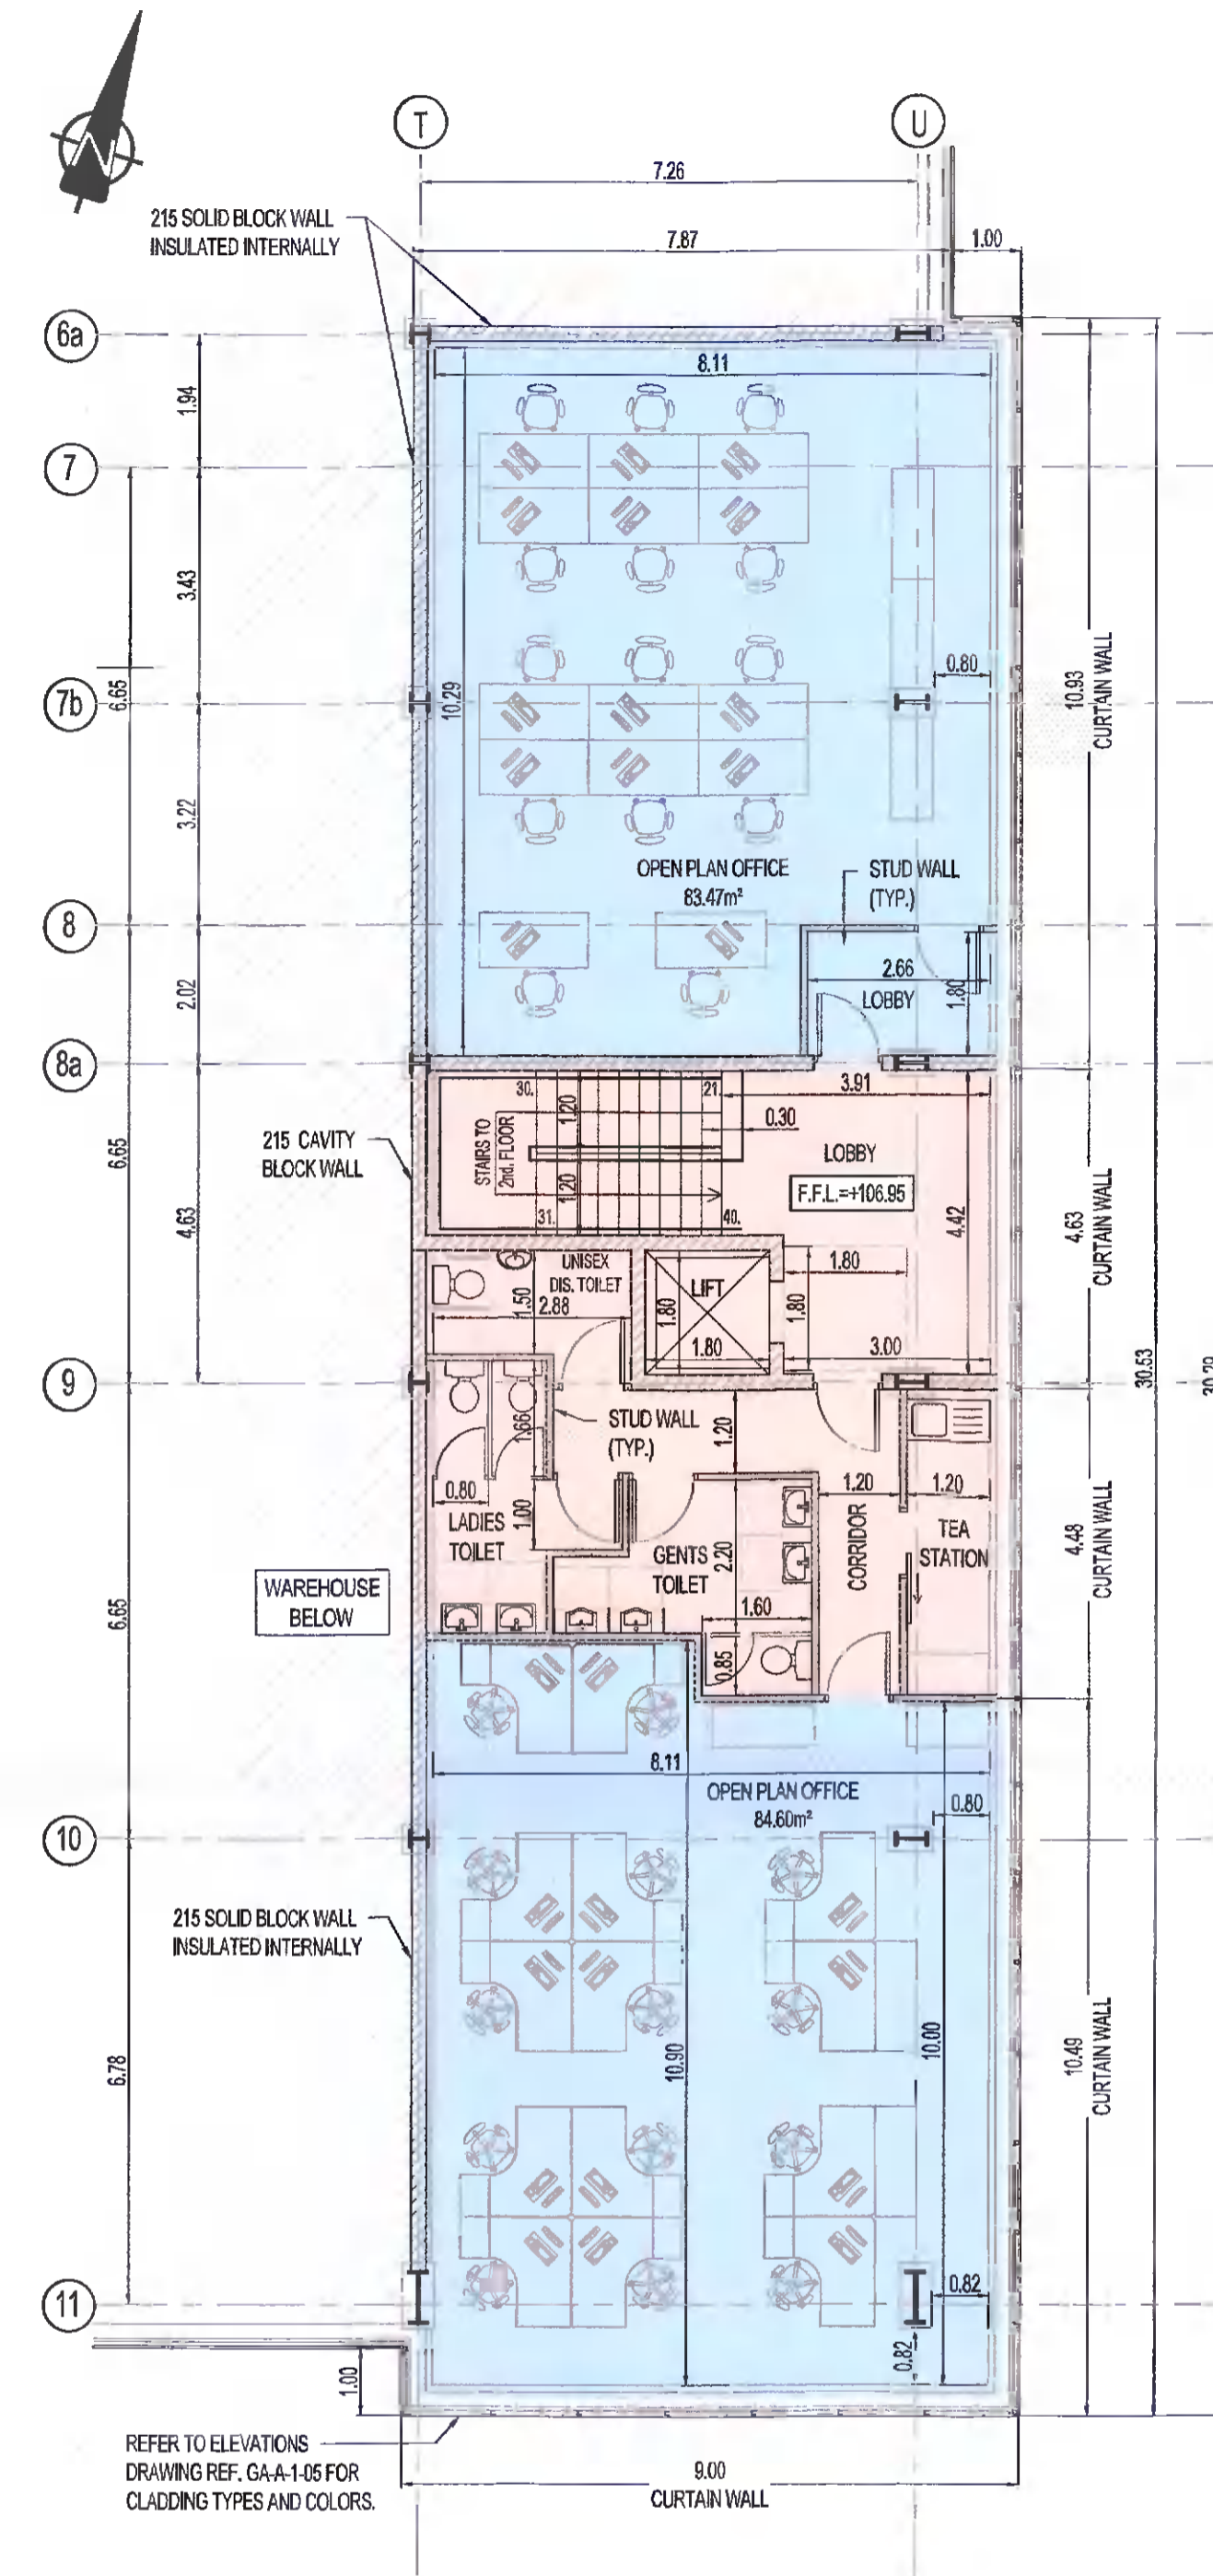 N
T
U
7.26
215 SOLID BLOCK WALL
INSULATED INTERNALLY
7.87
1.00
6a
8.11
1.94
7
3.43
0.80
10.93
CURTAIN WALL
6.65
7b
10.29
3.22
OPEN PLAN OFFICE
83.47m²
STUD WALL
(TYP.)
8
2.66
2.02
LOBBY
1.80
8a
30.
21.
3.91
1.20
0.30
STAIRS TO
2nd. FLOOR
215 CAVITY
BLOCK WALL
LOBBY
6.65
F.F.L.=+106.95
1.20
4.63
31.
40.
4.42
4.63
CURTAIN WALL
UNISEX
DIS. TOILET
1.80
1.50
2.88
LIFT
1.80
1.80
1.80
3.00
30.53
30.29
9
STUD WALL
(TYP.)
1.66
1.20
0.80
1.20
1.20
1.00
LADIES
TOILET
GENTS
TOILET
2.20
CORRIDOR
TEA
STATION
4.48
CURTAIN WALL
WAREHOUSE
BELOW
6.65
1.60
0.85
8.11
OPEN PLAN OFFICE
84.60m²
0.80
10
215 SOLID BLOCK WALL
INSULATED INTERNALLY
10.90
10.00
10.49
CURTAIN WALL
6.78
11
0.82
0.82
1.00
REFER TO ELEVATIONS
DRAWING REF. GA-A-1-05 FOR
CLADDING TYPES AND COLORS.
9.00
CURTAIN WALL